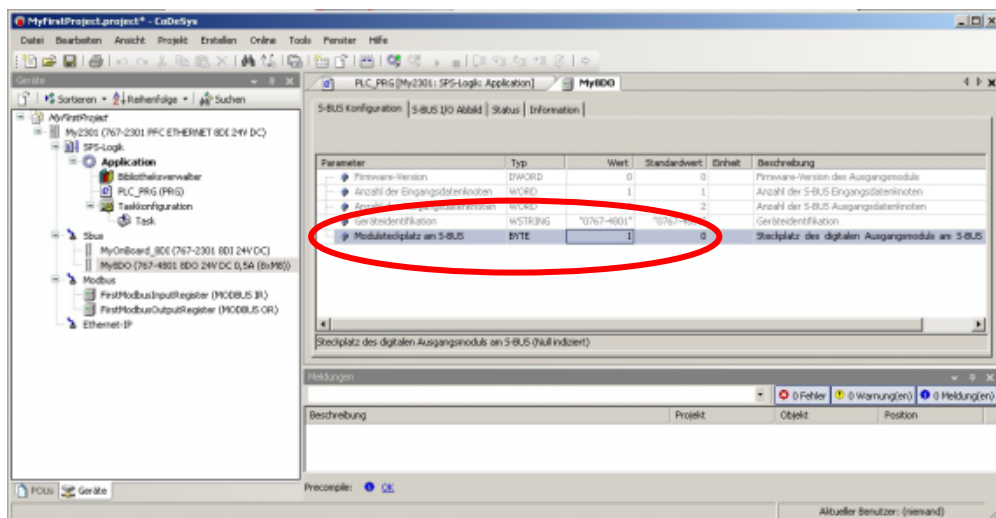 MyFirstProject.project* - CoDeSys
Datei Bearbeiten Ansicht Projekt Erstellen Online Tools Fenster Hilfe
Geräte
Sortieren Reihenfolge Suchen
MyFirstProject
My2301 (767-2301 PFC ETHERNET 8DI 24V DC)
SPS-Logik
Application
Bibliotheksverwalter
PLC_PRG (PRG)
Taskkonfiguration
Task
Sbus
MyOnBoard_8DI (767-2301 8DI 24V DC)
My8DO (767-4801 8DO 24V DC 0,5A (8xM8))
Modbus
FirstModbusInputRegister (MODBUS IR)
FirstModbusOutputRegister (MODBUS OR)
Ethernet-IP
POUs Geräte
PLC_PRG [My2301: SPS-Logik: Application] My8DO
S-BUS Konfiguration S-BUS I/O Abbild Status Information
Parameter Typ Wert Standardwert Einheit Beschreibung
Firmware-Version DWORD 0 0 Firmware-Version des Ausgangsmoduls
Anzahl der Eingangsdatenknoten WORD 1 1 Anzahl der S-BUS Eingangsdatenknoten
Anzahl der Ausgangsdatenknoten WORD 2 Anzahl der S-BUS Ausgangsdatenknoten
Geräteidentifikation WSTRING "0767-4801" Geräteidentifikation
Modulsteckplatz am S-BUS BYTE 1 0 Steckplatz des digitalen Ausgangsmoduls am S-BUS
Steckplatz des digitalen Ausgangsmoduls am S-BUS (Null indiziert)
Meldungen
0 Fehler 0 Warnung(en) 0 Meldung(en)
Beschreibung Projekt Objekt Position
Precompile: OK
Aktueller Benutzer: (niemand)